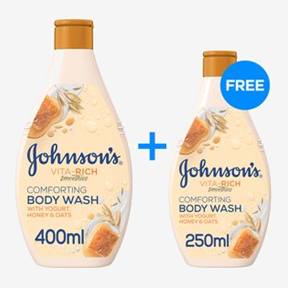 Johnson's
VITA-RICH
Smoothies
COMFORTING
BODY WASH
WITH YOGURT,
HONEY & OATS
400ml
+
FREE
Johnson's
VITA-RICH
Smoothies
COMFORTING
BODY WASH
WITH YOGURT,
HONEY & OATS
250ml